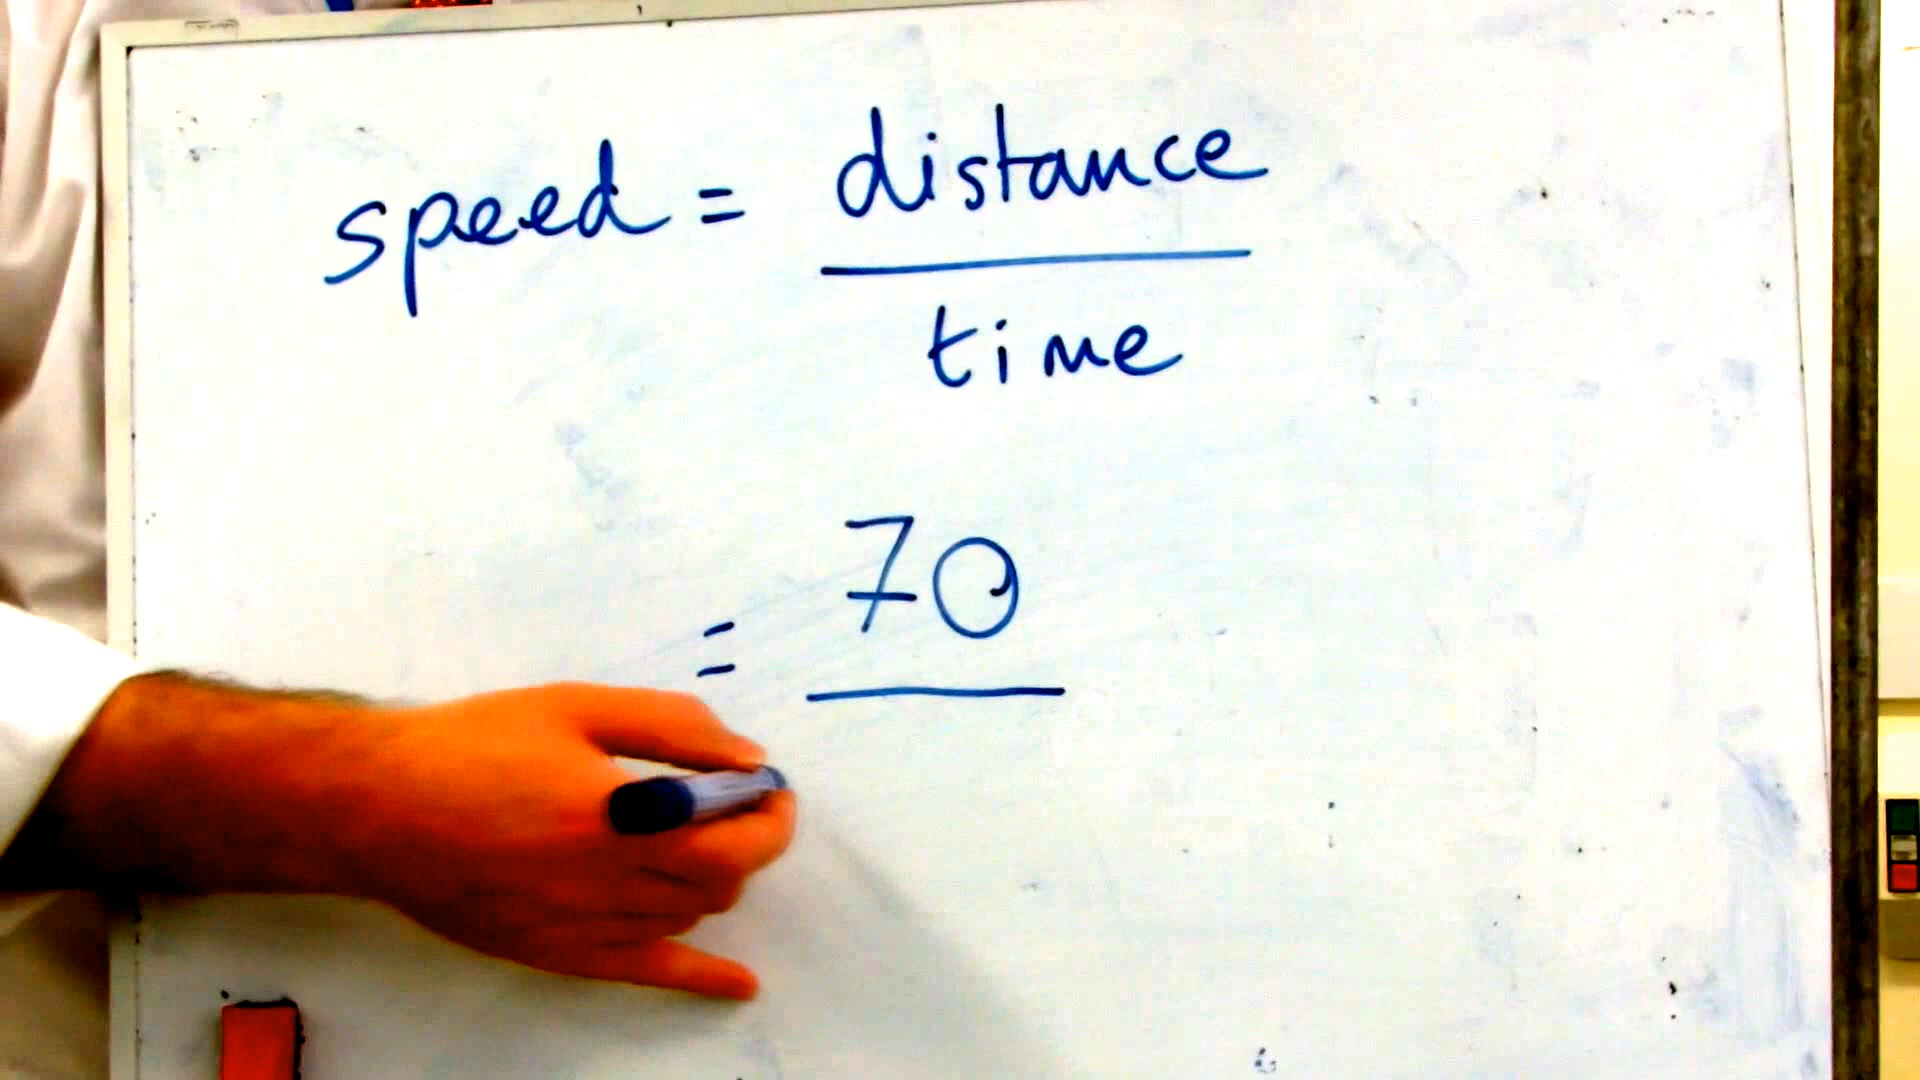 speed = distance
time
= 70